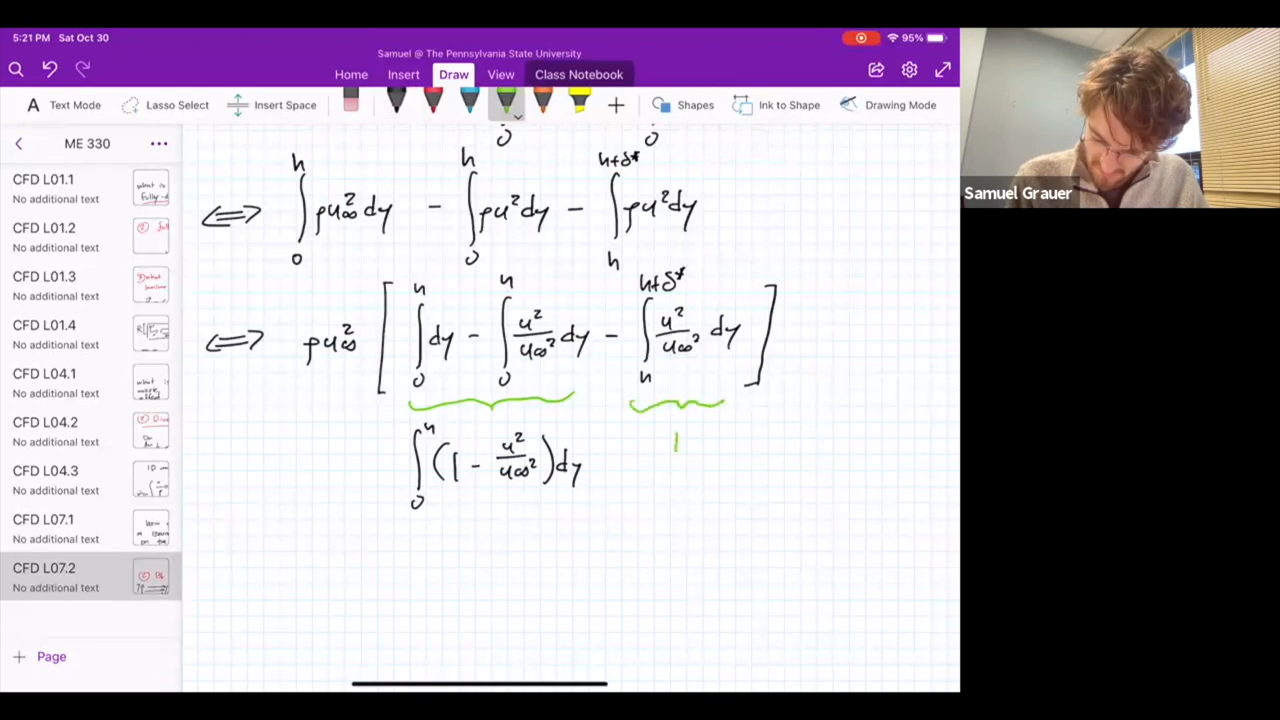 5:21 PM Sat Oct 30
95%
Samuel @ The Pennsylvania State University
Home Insert Draw View Class Notebook
A Text Mode Lasso Select Insert Space + Shapes Ink to Shape Drawing Mode
ME 330 •••
CFD L01.1
No additional text
CFD L01.2
No additional text
CFD L01.3
No additional text
CFD L01.4
No additional text
CFD L04.1
No additional text
CFD L04.2
No additional text
CFD L04.3
No additional text
CFD L07.1
No additional text
CFD L07.2
No additional text
+ Page
0 0
⟺ ∫₀ʰ ρu∞² dy − ∫₀ʰ ρu² dy − ∫ₕ^(h+δ*) ρu² dy
⟺ ρu∞² [ ∫₀ʰ dy − ∫₀ʰ u²/u∞² dy − ∫ₕ^(h+δ*) u²/u∞² dy ]
∫₀ʰ (1 − u²/u∞²) dy
Samuel Grauer